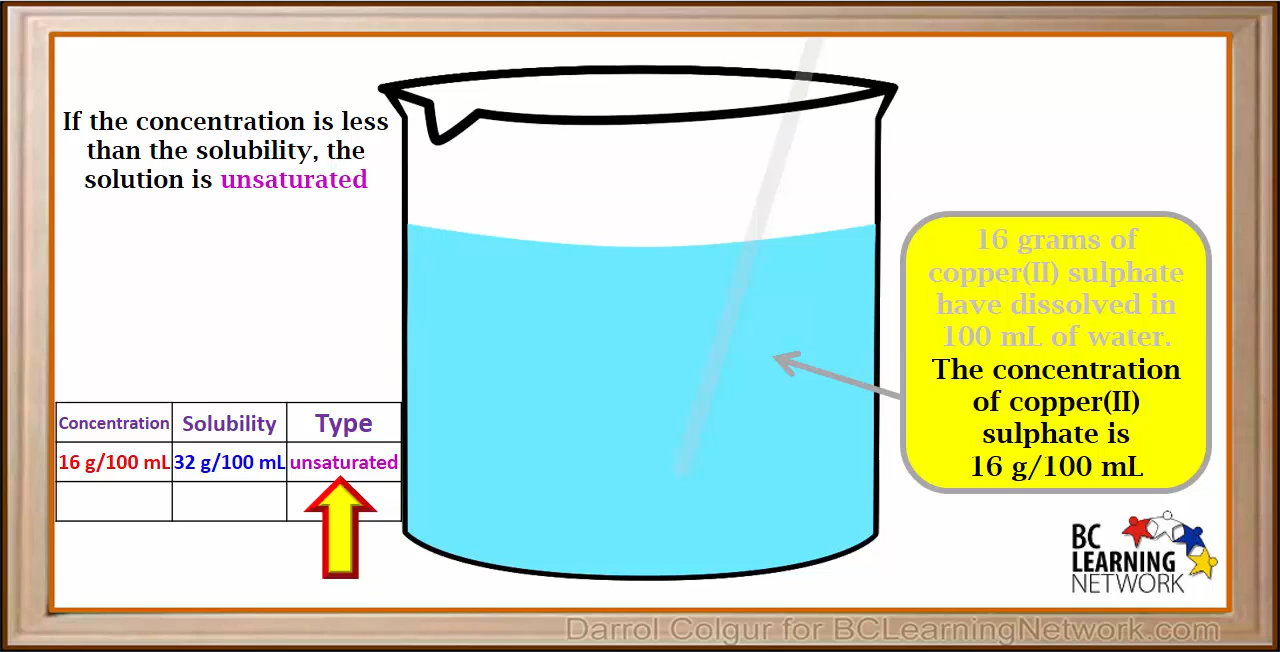 If the concentration is less
than the solubility, the
solution is unsaturated
16 grams of
copper(II) sulphate
have dissolved in
100 mL of water.
The concentration
of copper(II)
sulphate is
16 g/100 mL
Concentration Solubility Type
16 g/100 mL 32 g/100 mL unsaturated
BC
LEARNING
NETWORK
Darrol Colgur for BCLearningNetwork.com